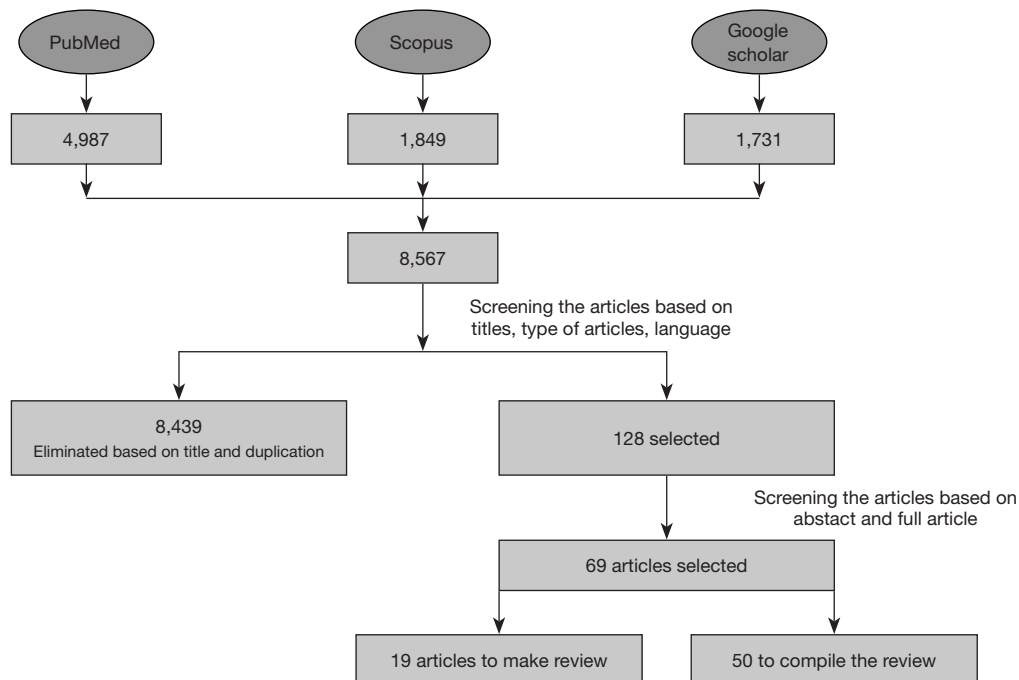 PubMed
Scopus
Google
scholar
4,987
1,849
1,731
8,567
Screening the articles based on
titles, type of articles, language
8,439
Eliminated based on title and duplication
128 selected
Screening the articles based on
abstact and full article
69 articles selected
19 articles to make review
50 to compile the review